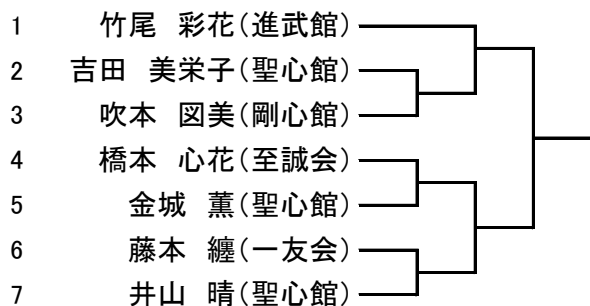 1 竹尾 彩花(進武館)
2 吉田 美栄子(聖心館)
3 吹本 図美(剛心館)
4 橋本 心花(至誠会)
5 金城 薫(聖心館)
6 藤本 纏(一友会)
7 井山 晴(聖心館)